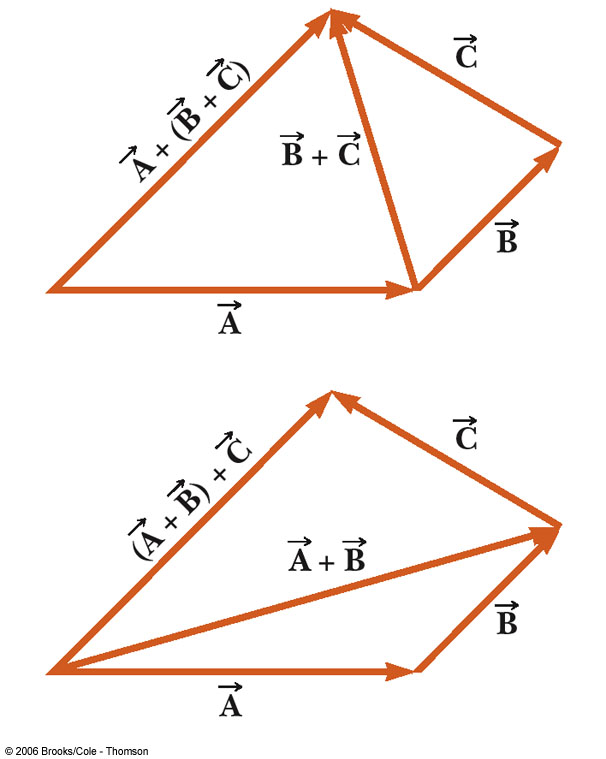 C⃗
A⃗ + (B⃗ + C⃗)
B⃗ + C⃗
B⃗
A⃗
C⃗
(A⃗ + B⃗) + C⃗
A⃗ + B⃗
B⃗
A⃗
© 2006 Brooks/Cole - Thomson